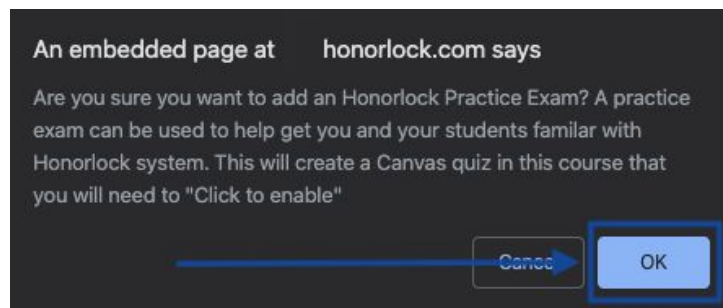 An embedded page at honorlock.com says
Are you sure you want to add an Honorlock Practice Exam? A practice
exam can be used to help get you and your students familar with
Honorlock system. This will create a Canvas quiz in this course that
you will need to "Click to enable"
Cancel OK